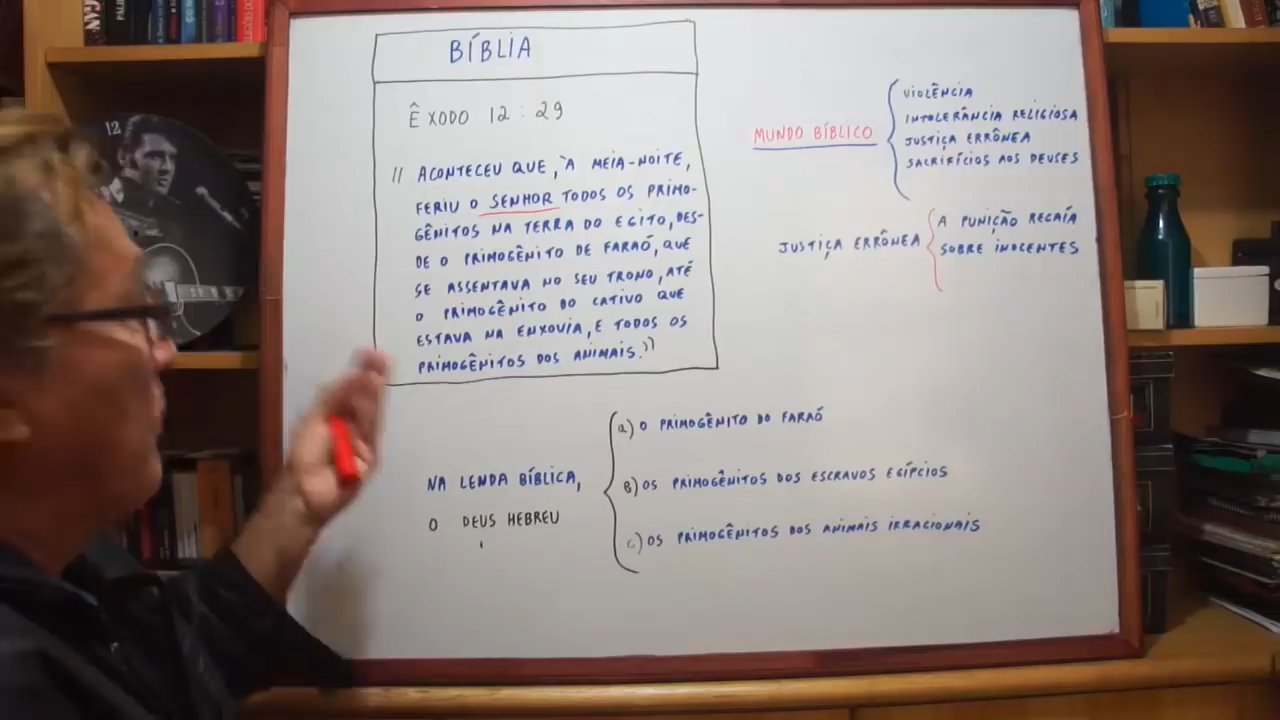 BÍBLIA
ÊXODO 12:29
" ACONTECEU QUE, À MEIA-NOITE,
FERIU O SENHOR TODOS OS PRIMO-
GÊNITOS NA TERRA DO EGITO, DES-
DE O PRIMOGÊNITO DE FARAÓ, QUE
SE ASSENTAVA NO SEU TRONO, ATÉ
O PRIMOGÊNITO DO CATIVO QUE
ESTAVA NA ENXOVIA, E TODOS OS
PRIMOGÊNITOS DOS ANIMAIS."
MUNDO BÍBLICO
VIOLÊNCIA
INTOLERÂNCIA RELIGIOSA
JUSTIÇA ERRÔNEA
SACRIFÍCIOS AOS DEUSES
JUSTIÇA ERRÔNEA
A PUNIÇÃO RECAÍA
SOBRE INOCENTES
NA LENDA BÍBLICA,
O DEUS HEBREU
a) O PRIMOGÊNITO DO FARAÓ
B) OS PRIMOGÊNITOS DOS ESCRAVOS EGÍPCIOS
C) OS PRIMOGÊNITOS DOS ANIMAIS IRRACIONAIS
12